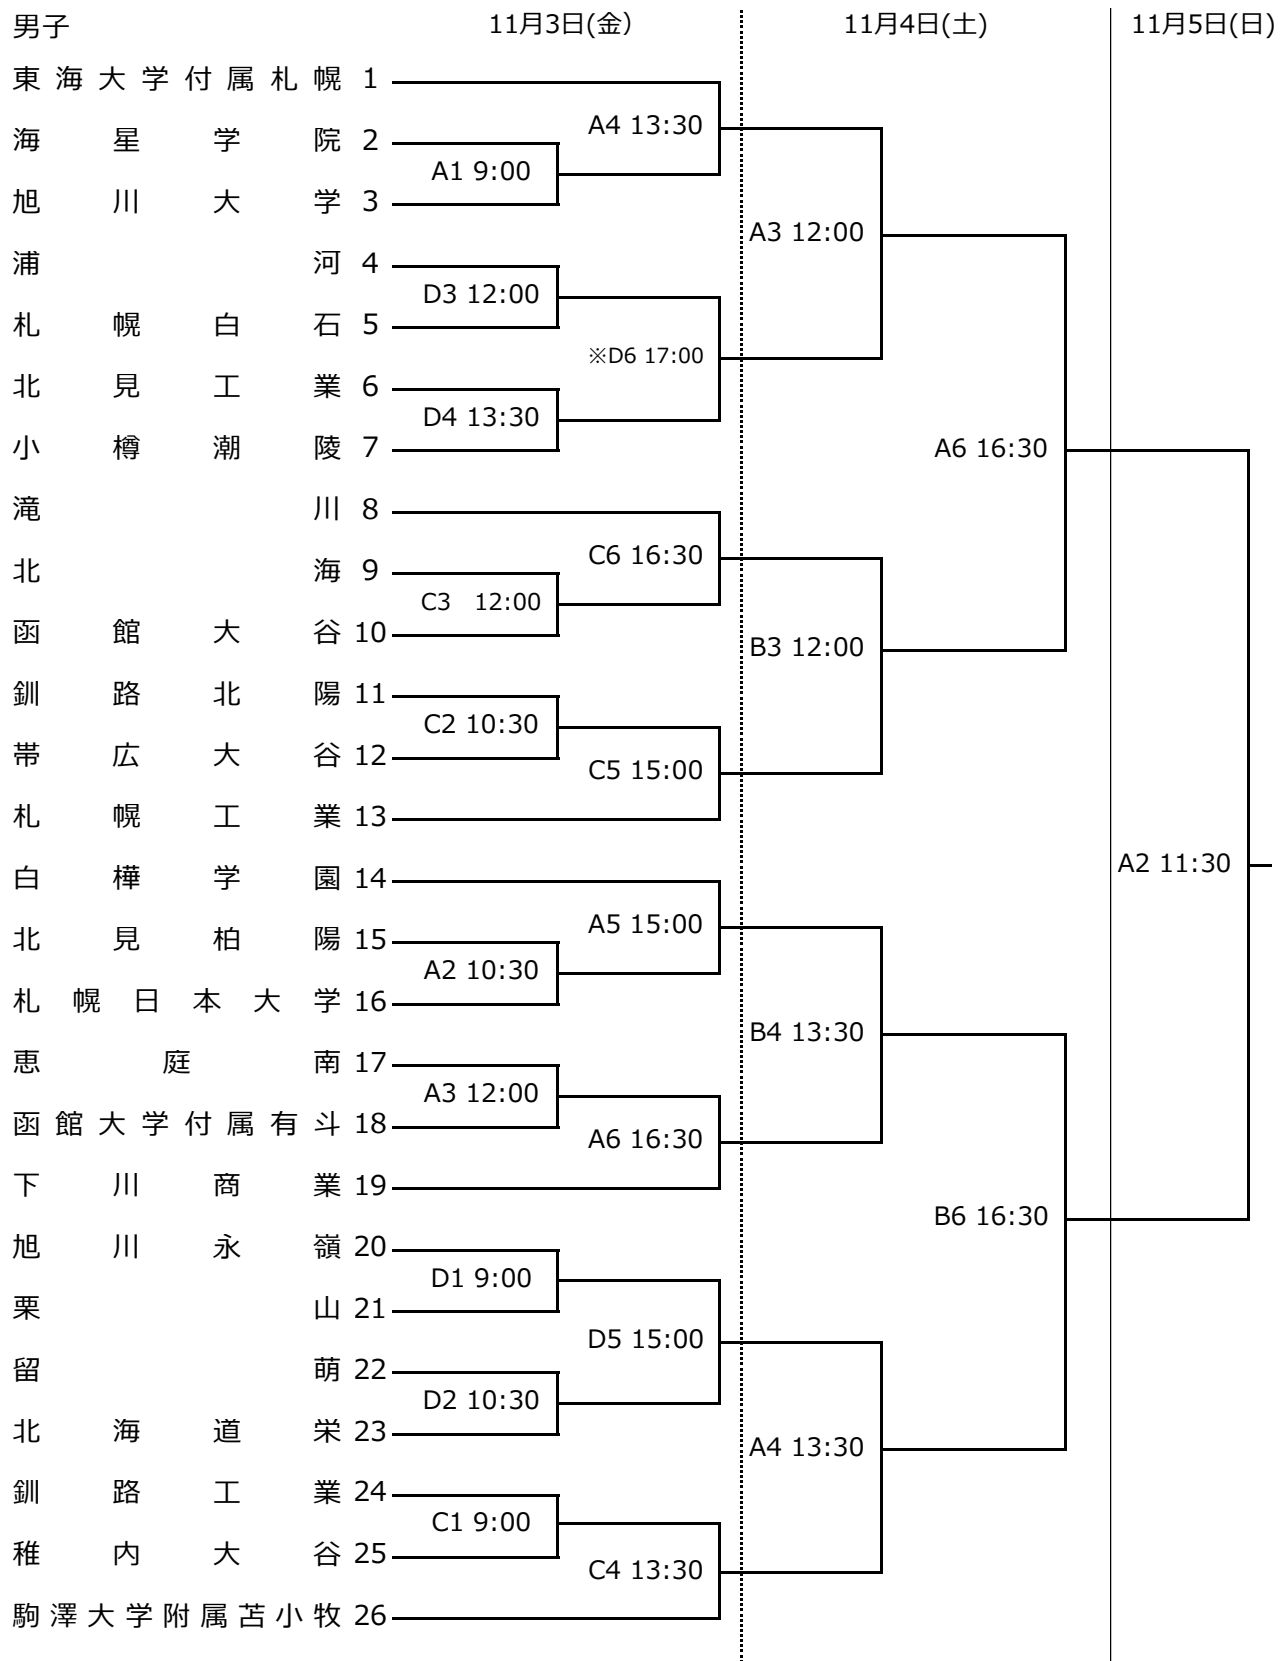 男子 11月3日(金) 11月4日(土) 11月5日(日)
東海大学付属札幌 1
A4 13:30
海星学院 2
A1 9:00
旭川大学 3
A3 12:00
浦河 4
D3 12:00
札幌白石 5
※D6 17:00
北見工業 6
D4 13:30
小樽潮陵 7
A6 16:30
滝川 8
C6 16:30
北海 9
C3 12:00
函館大谷 10
B3 12:00
釧路北陽 11
C2 10:30
帯広大谷 12
C5 15:00
札幌工業 13
A2 11:30
白樺学園 14
A5 15:00
北見柏陽 15
A2 10:30
札幌日本大学 16
B4 13:30
恵庭南 17
A3 12:00
函館大学付属有斗 18
A6 16:30
下川商業 19
B6 16:30
旭川永嶺 20
D1 9:00
栗山 21
D5 15:00
留萌 22
D2 10:30
北海道栄 23
A4 13:30
釧路工業 24
C1 9:00
稚内大谷 25
C4 13:30
駒澤大学附属苫小牧 26